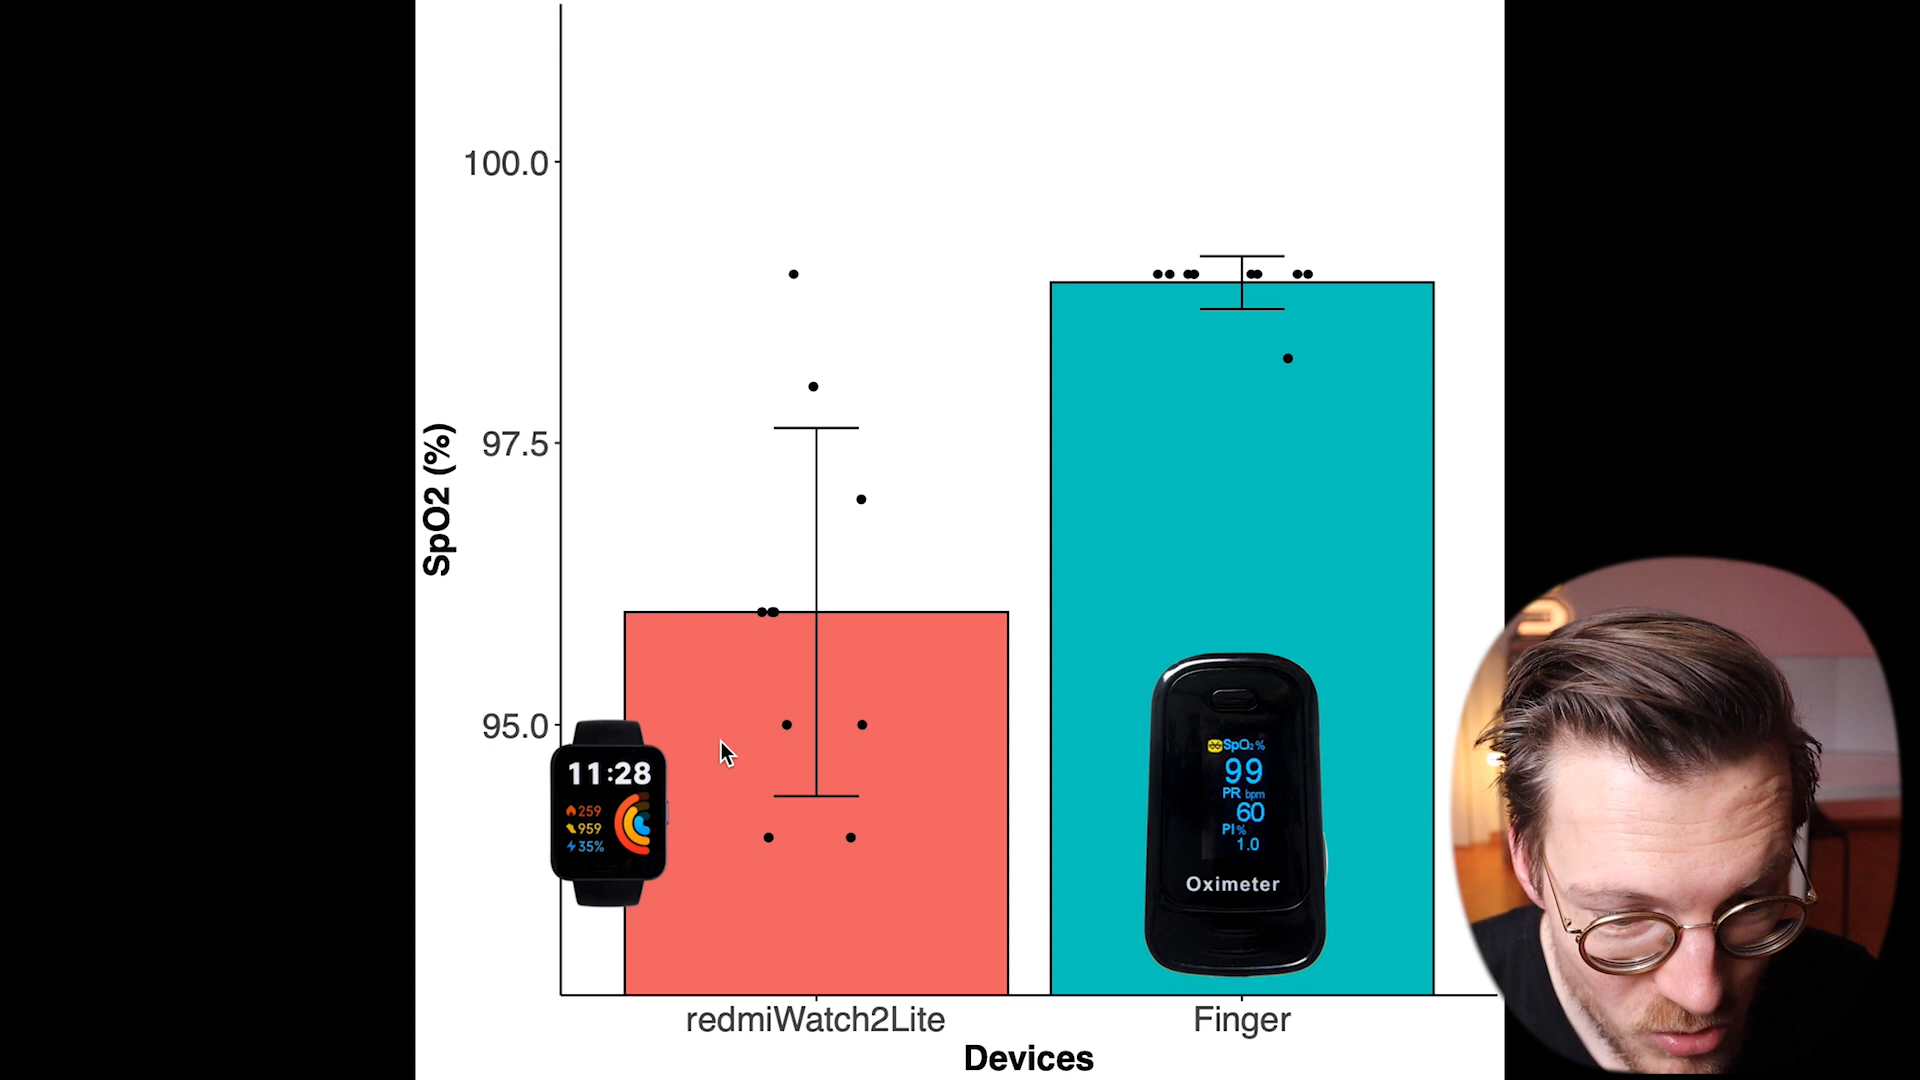 100.0
97.5
95.0
SpO2 (%)
11:28
259
959
35%
SpO2%
99
PR bpm
60
PI%
1.0
Oximeter
redmiWatch2Lite
Finger
Devices